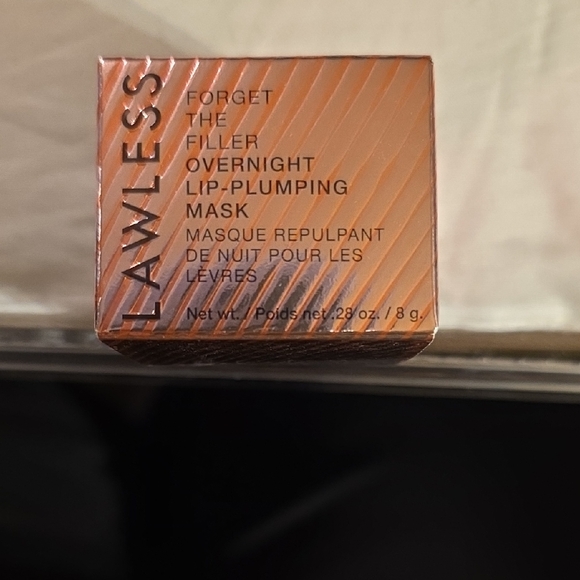 LAWLESS
FORGET
THE
FILLER
OVERNIGHT
LIP-PLUMPING
MASK
MASQUE REPULPANT
DE NUIT POUR LES
LÈVRES
Net wt. / Poids net .28 oz. / 8 g.